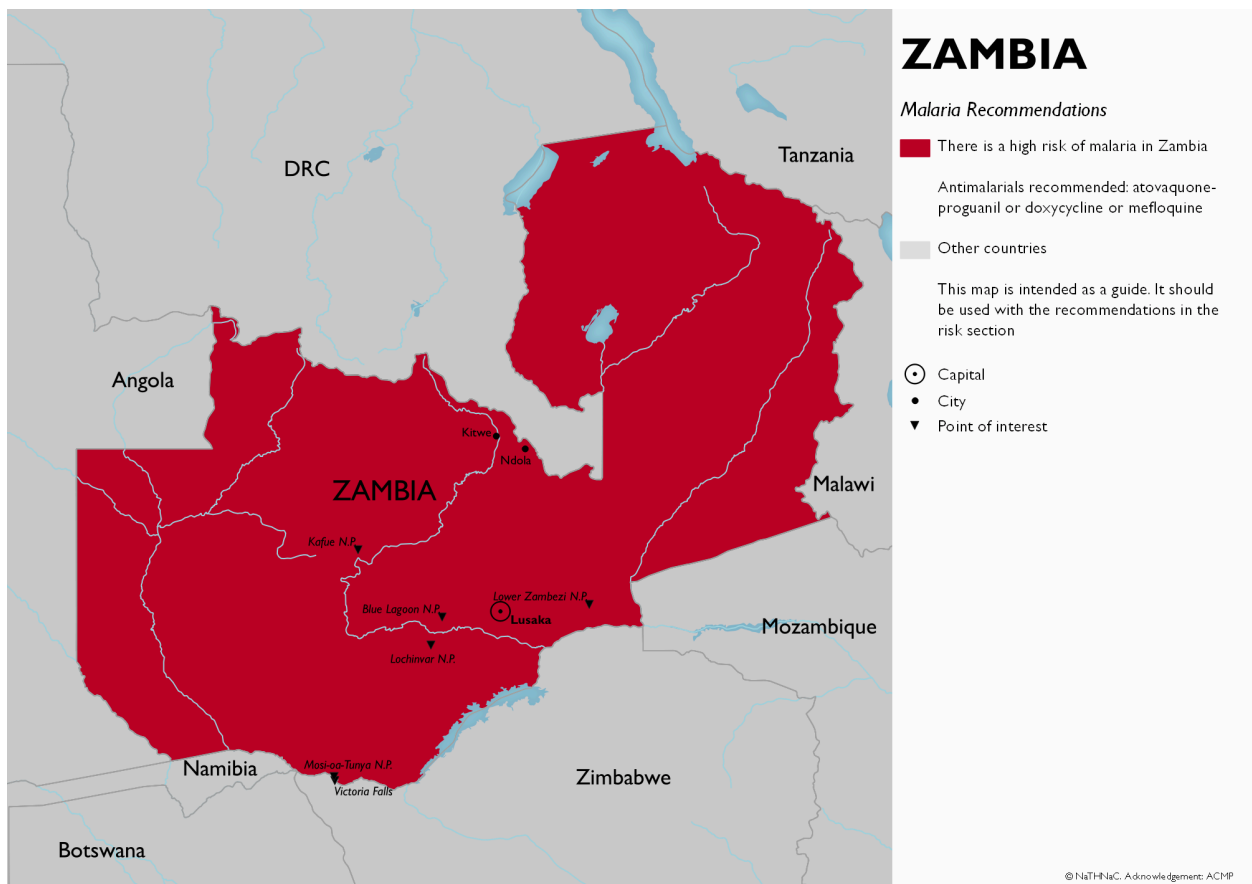 ZAMBIA
Malaria Recommendations
There is a high risk of malaria in Zambia
Antimalarials recommended: atovaquone-
proguanil or doxycycline or mefloquine
Other countries
This map is intended as a guide. It should
be used with the recommendations in the
risk section
Capital
City
Point of interest
DRC
Tanzania
Angola
Kitwe
Ndola
ZAMBIA
Malawi
Kafue N.P.
Lower Zambezi N.P.
Blue Lagoon N.P.
Lusaka
Mozambique
Lochinvar N.P.
Namibia
Mosi-oa-Tunya N.P.
Victoria Falls
Zimbabwe
Botswana
© NaTHNaC. Acknowledgement: ACMP